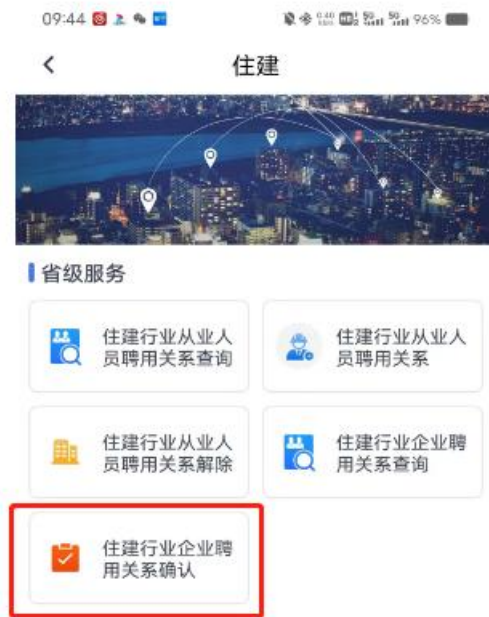 09:44 96%
住建
省级服务
住建行业从业人
员聘用关系查询
住建行业从业人
员聘用关系
住建行业从业人
员聘用关系解除
住建行业企业聘
用关系查询
住建行业企业聘
用关系确认